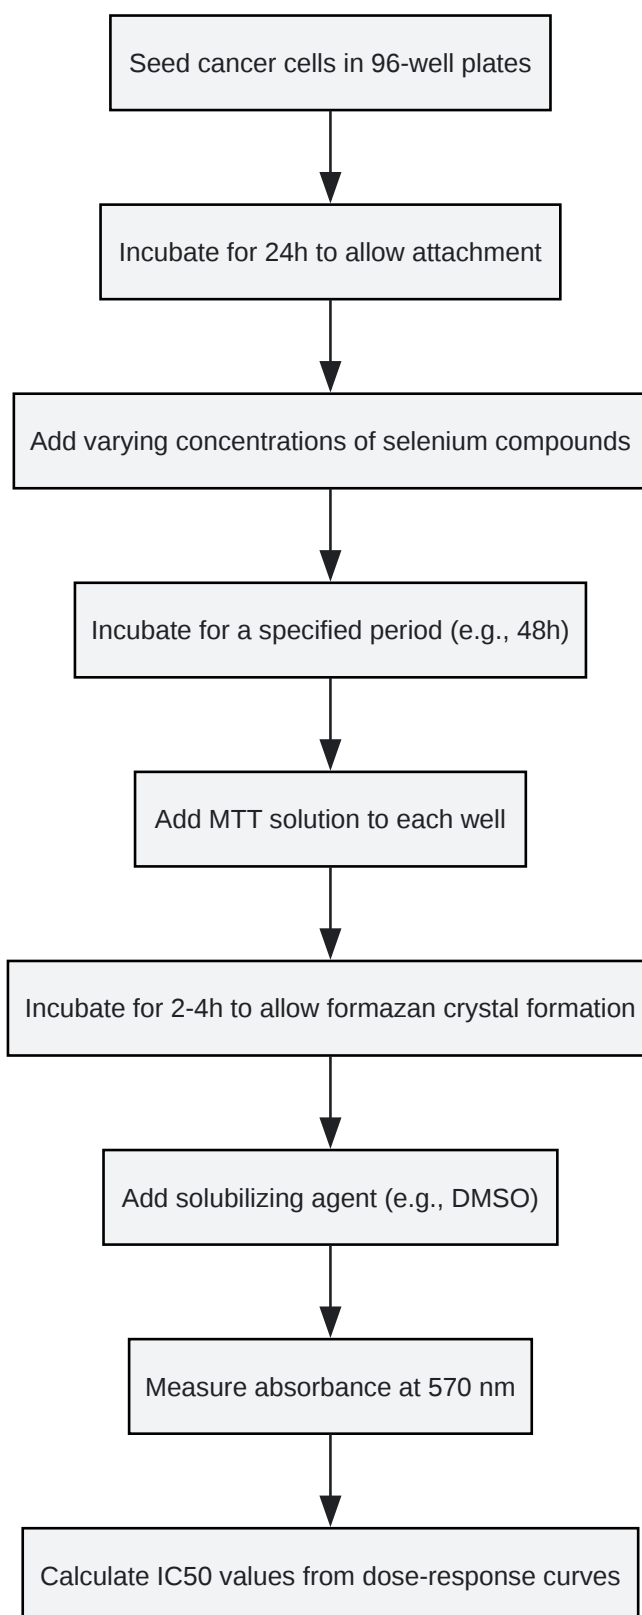 Seed cancer cells in 96-well plates
Incubate for 24h to allow attachment
Add varying concentrations of selenium compounds
Incubate for a specified period (e.g., 48h)
Add MTT solution to each well
Incubate for 2-4h to allow formazan crystal formation
Add solubilizing agent (e.g., DMSO)
Measure absorbance at 570 nm
Calculate IC50 values from dose-response curves